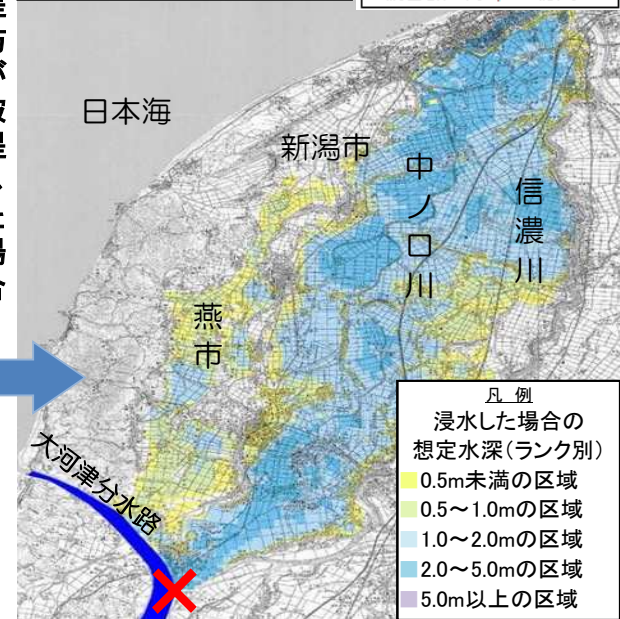 日本海
新潟市
中ノ口川
信濃川
燕市
大河津分水路
凡 例
浸水した場合の
想定水深(ランク別)
0.5m未満の区域
0.5～1.0mの区域
1.0～2.0mの区域
2.0～5.0mの区域
5.0m以上の区域